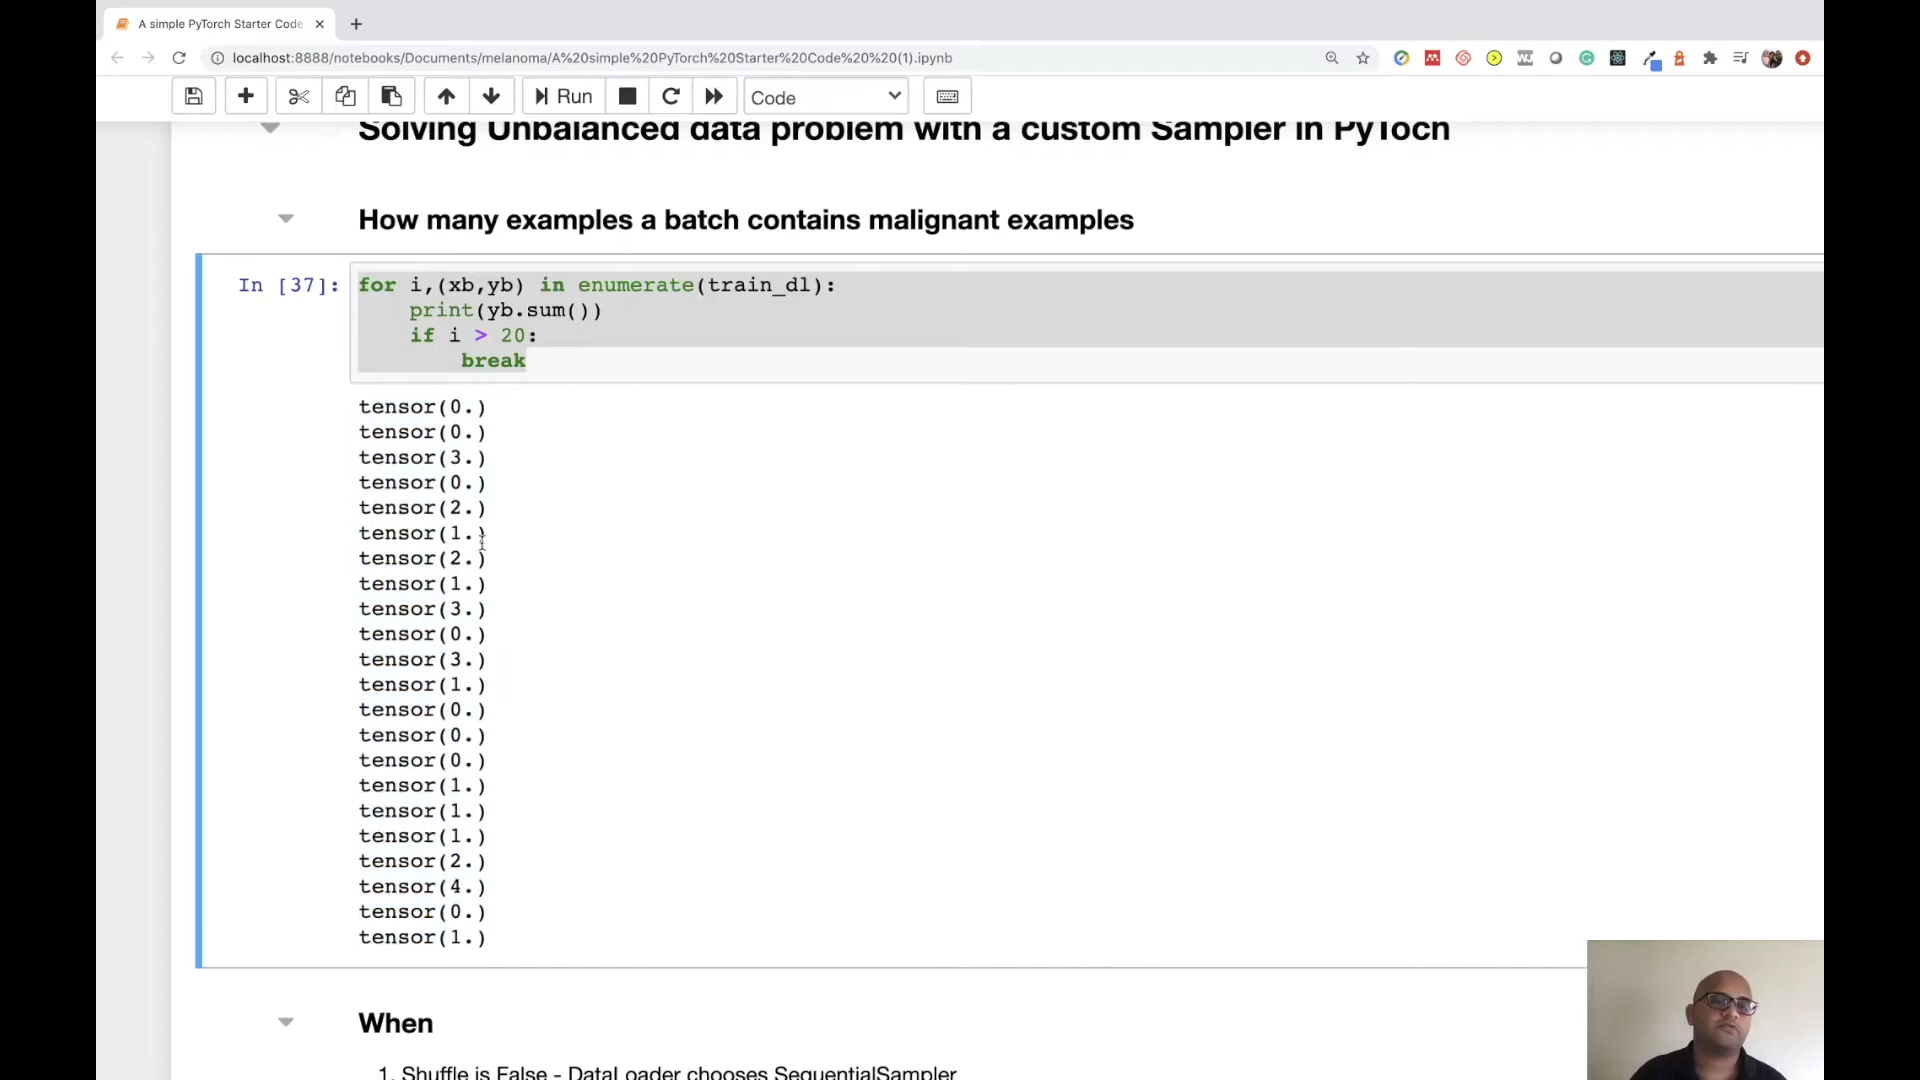 A simple PyTorch Starter Code
localhost:8888/notebooks/Documents/melanoma/A%20simple%20PyTorch%20Starter%20Code%20%20(1).ipynb
Run
Code
Solving Unbalanced data problem with a custom Sampler in PyToch
How many examples a batch contains malignant examples
In [37]:
for i,(xb,yb) in enumerate(train_dl):
print(yb.sum())
if i > 20:
break
tensor(0.)
tensor(0.)
tensor(3.)
tensor(0.)
tensor(2.)
tensor(1.)
tensor(2.)
tensor(1.)
tensor(3.)
tensor(0.)
tensor(3.)
tensor(1.)
tensor(0.)
tensor(0.)
tensor(0.)
tensor(1.)
tensor(1.)
tensor(1.)
tensor(2.)
tensor(4.)
tensor(0.)
tensor(1.)
When
1. Shuffle is False - DataLoader chooses SequentialSampler